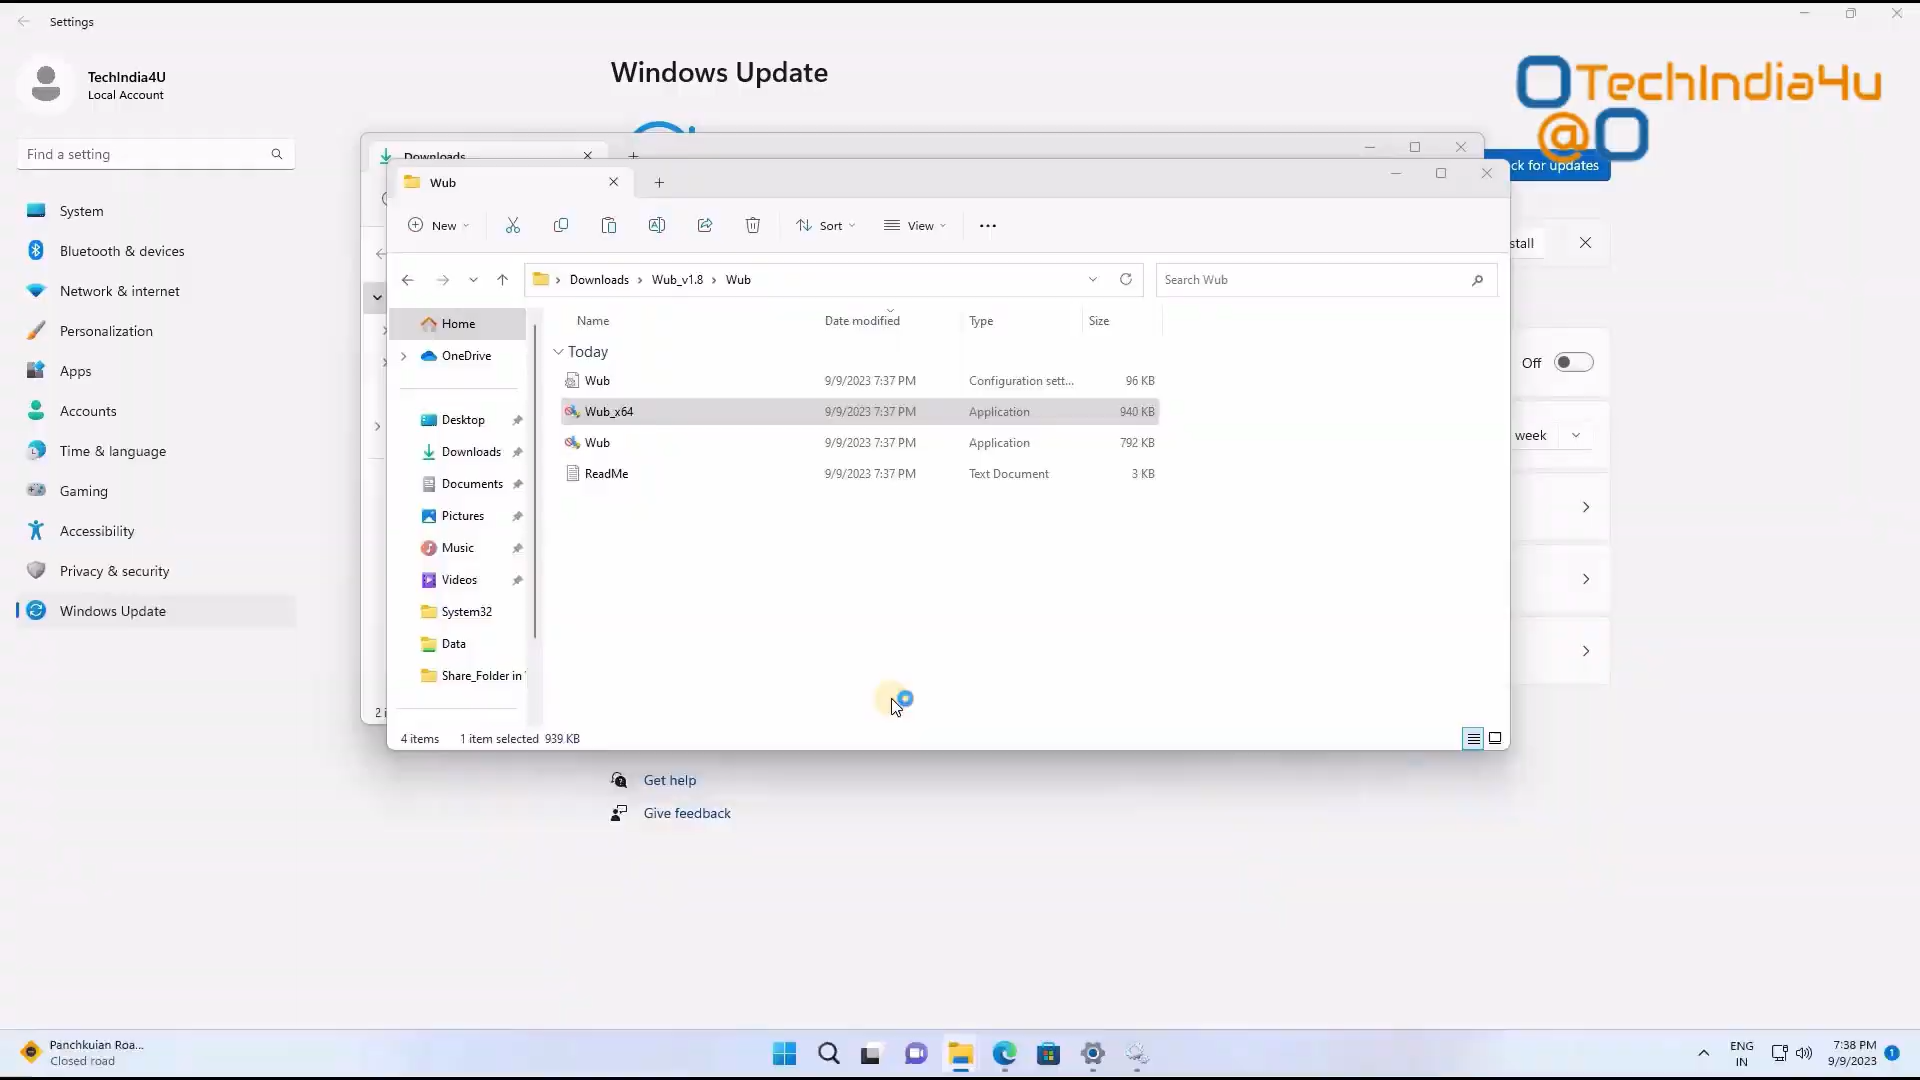 Settings
TechIndia4U
Local Account
Find a setting
System
Bluetooth & devices
Network & internet
Personalization
Apps
Accounts
Time & language
Gaming
Accessibility
Privacy & security
Windows Update
Windows Update
TechIndia4u
@
ck for updates
stall
Off
week
Downloads
2 i
Wub
New
Sort
View
Downloads > Wub_v1.8 > Wub
Search Wub
Home
OneDrive
Desktop
Downloads
Documents
Pictures
Music
Videos
System32
Data
Share_Folder in
Name Date modified Type Size
Today
Wub 9/9/2023 7:37 PM Configuration sett... 96 KB
Wub_x64 9/9/2023 7:37 PM Application 940 KB
Wub 9/9/2023 7:37 PM Application 792 KB
ReadMe 9/9/2023 7:37 PM Text Document 3 KB
4 items 1 item selected 939 KB
Get help
Give feedback
Panchkuian Roa...
Closed road
ENG
IN
7:38 PM
9/9/2023
1